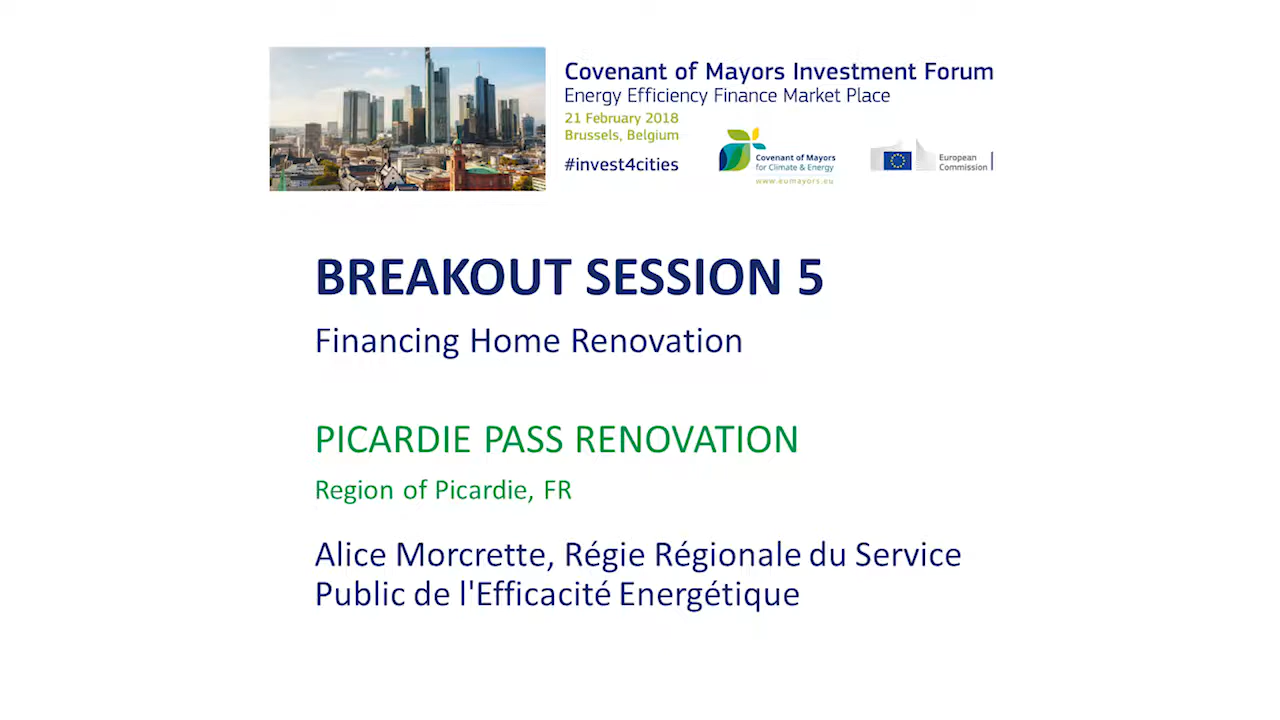 Covenant of Mayors Investment Forum
Energy Efficiency Finance Market Place
21 February 2018
Brussels, Belgium
#invest4cities
Covenant of Mayors
for Climate & Energy
www.eumayors.eu
European
Commission
BREAKOUT SESSION 5
Financing Home Renovation
PICARDIE PASS RENOVATION
Region of Picardie, FR
Alice Morcrette, Régie Régionale du Service
Public de l'Efficacité Energétique